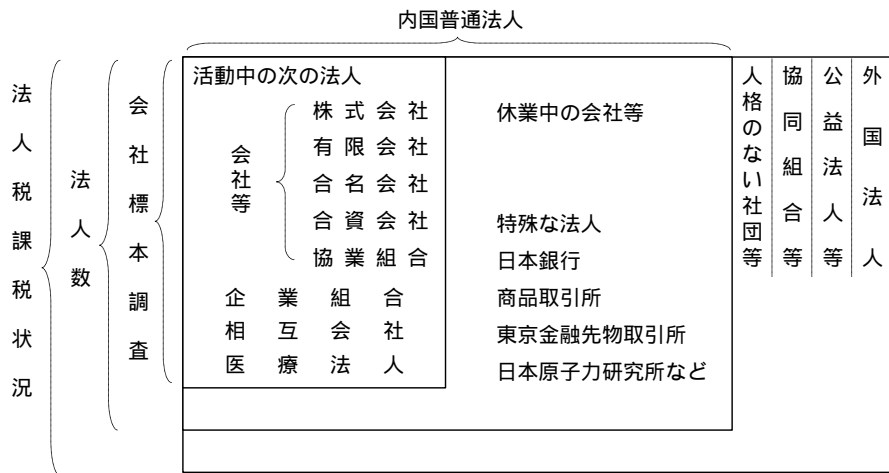 内国普通法人
法人税課税状況
法人数
会社標本調査
活動中の次の法人
会社等
株式会社
有限会社
合名会社
合資会社
協業組合
企業組合
相互会社
医療法人
休業中の会社等
特殊な法人
日本銀行
商品取引所
東京金融先物取引所
日本原子力研究所など
人格のない社団等
協同組合等
公益法人等
外国法人